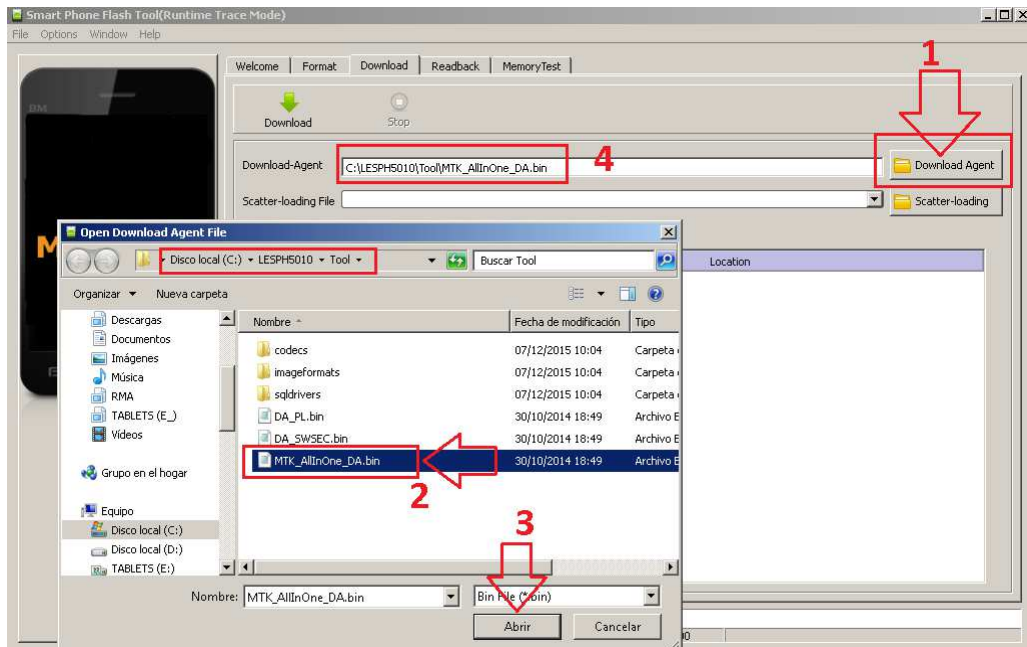 Smart Phone Flash Tool(Runtime Trace Mode)
File Options Window Help
1
Welcome Format Download Readback MemoryTest
BM
Download Stop
Download-Agent C:\LESPH5010\Tool\MTK_AllInOne_DA.bin 4 Download Agent
Scatter-loading File Scatter-loading
M
Location
Open Download Agent File
Disco local (C:) LESPH5010 Tool Buscar Tool
Organizar Nueva carpeta
Descargas
Documentos
Imágenes
Música
RMA
TABLETS (E_)
Vídeos
Grupo en el hogar
Equipo
Disco local (C:)
Disco local (D:)
TABLETS (E:)
Nombre Fecha de modificación Tipo
codecs 07/12/2015 10:04 Carpeta
imageformats 07/12/2015 10:04 Carpeta
sqldrivers 07/12/2015 10:04 Carpeta
DA_PL.bin 30/10/2014 18:49 Archivo E
DA_SWSEC.bin 30/10/2014 18:49 Archivo E
MTK_AllInOne_DA.bin 30/10/2014 18:49 Archivo E
2
3
Nombre: MTK_AllInOne_DA.bin Bin File (*.bin)
Abrir Cancelar